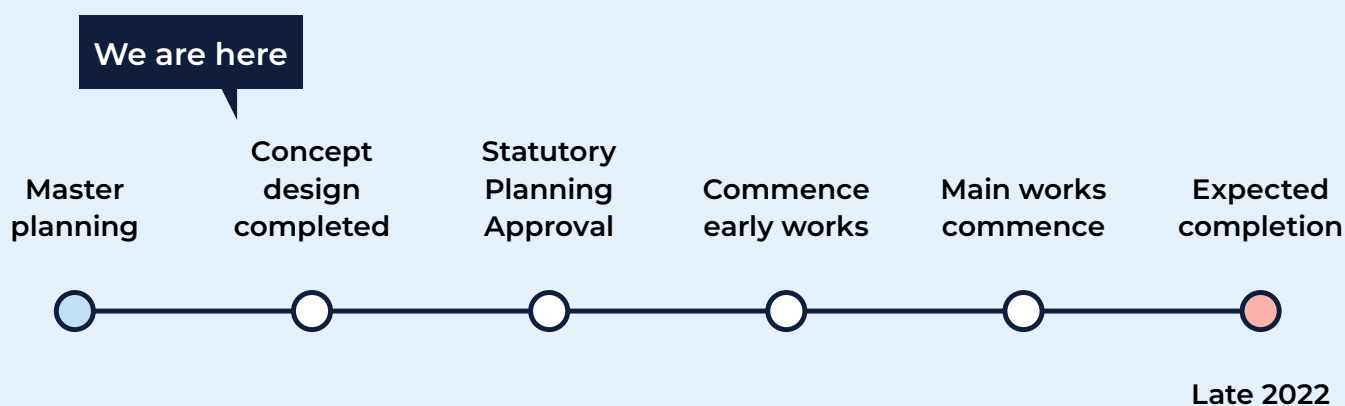 We are here
Master
planning
Concept
design
completed
Statutory
Planning
Approval
Commence
early works
Main works
commence
Expected
completion
Late 2022